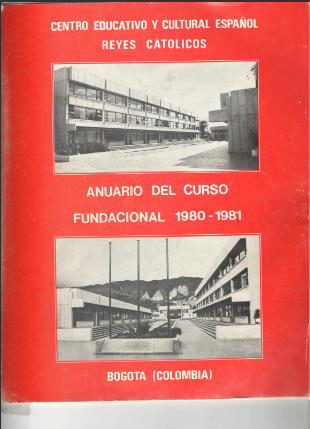 CENTRO EDUCATIVO Y CULTURAL ESPAÑOL
REYES CATOLICOS
ANUARIO DEL CURSO
FUNDACIONAL 1980-1981
BOGOTA (COLOMBIA)